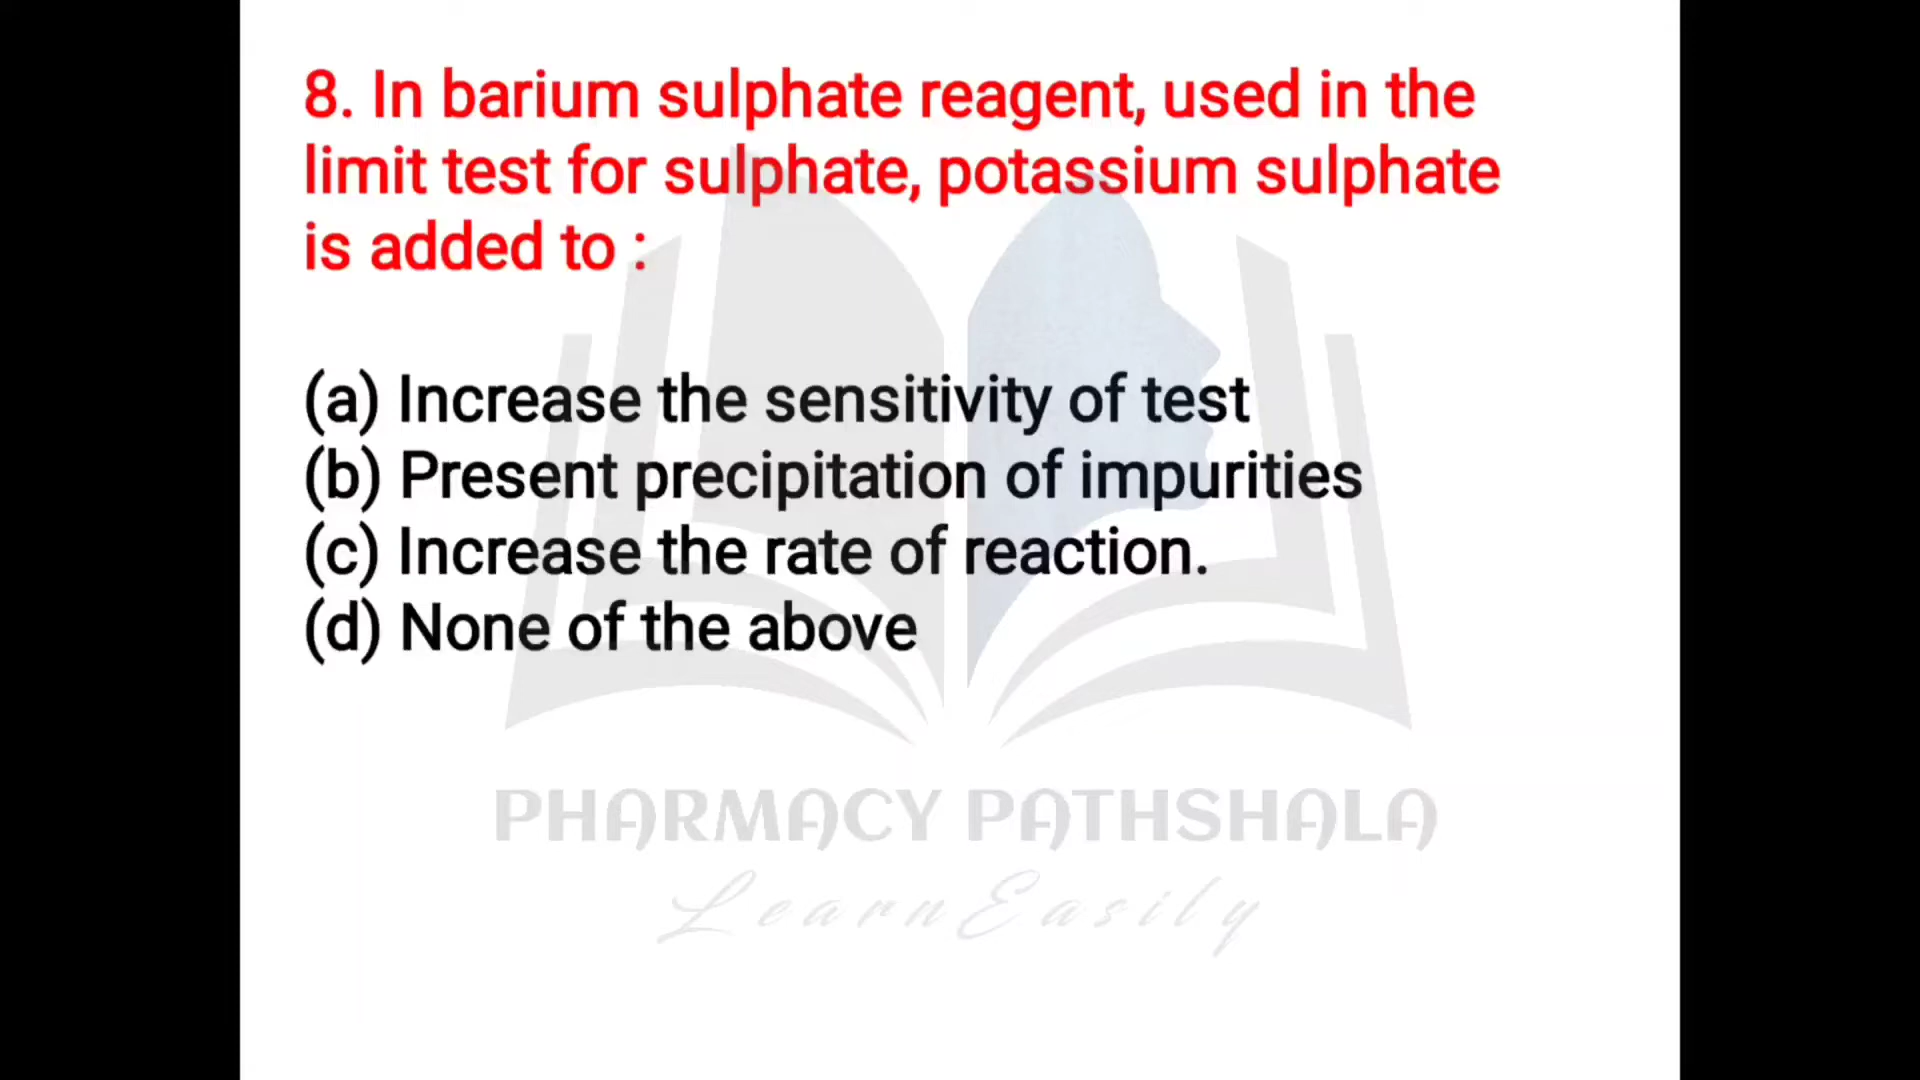 8. In barium sulphate reagent, used in the
limit test for sulphate, potassium sulphate
is added to :
(a) Increase the sensitivity of test
(b) Present precipitation of impurities
(c) Increase the rate of reaction.
(d) None of the above
PHARMACY PATHSHALA
Learn Easily